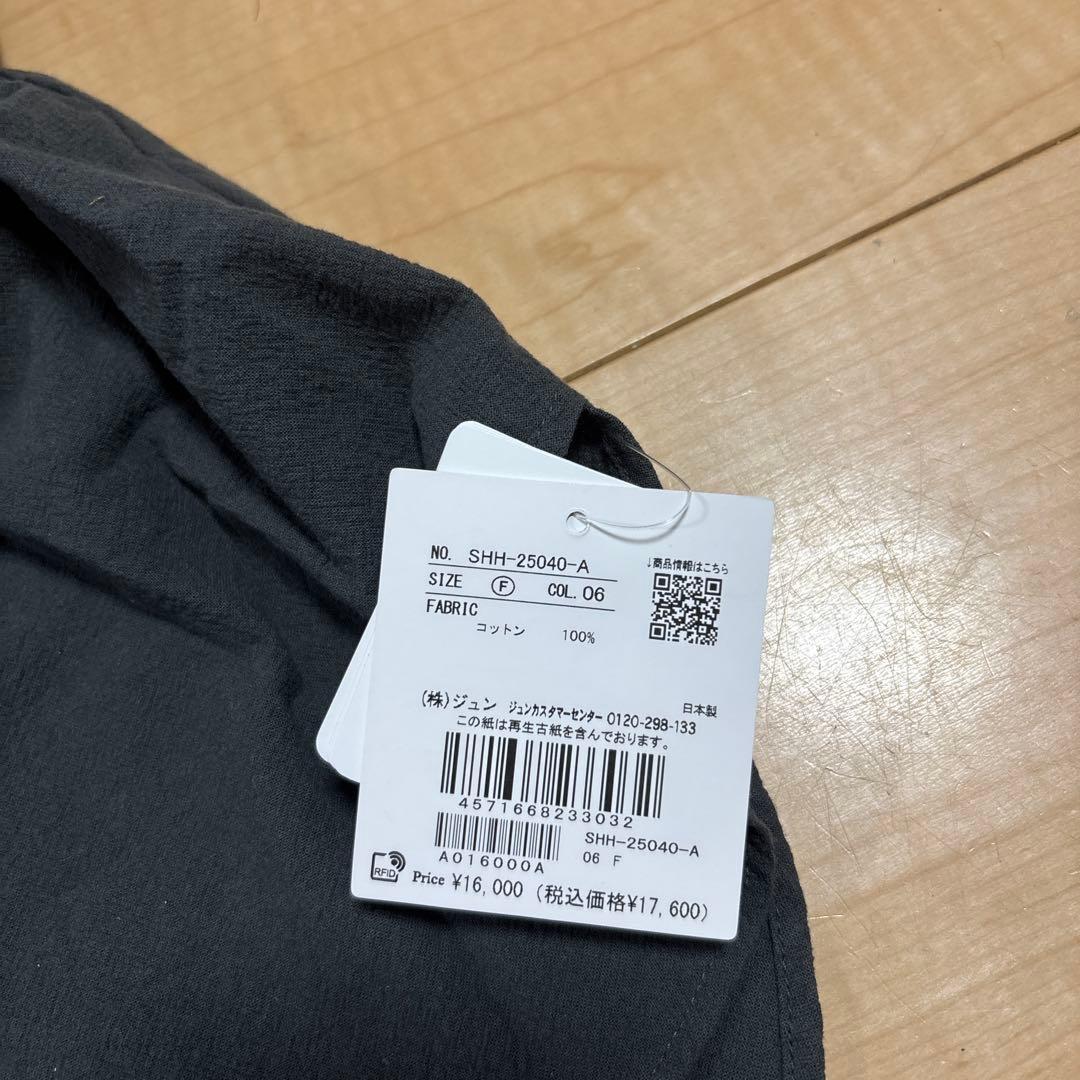 NO. SHH-25040-A
↓商品情報はこちら
SIZE Ⓕ COL. 06
FABRIC
コットン 100%
日本製
(株)ジュン ジュンカスタマーセンター 0120-298-133
この紙は再生古紙を含んでおります。
4571668233032
SHH-25040-A
A016000A
06 F
RFID
Price ¥16,000 (税込価格¥17,600)